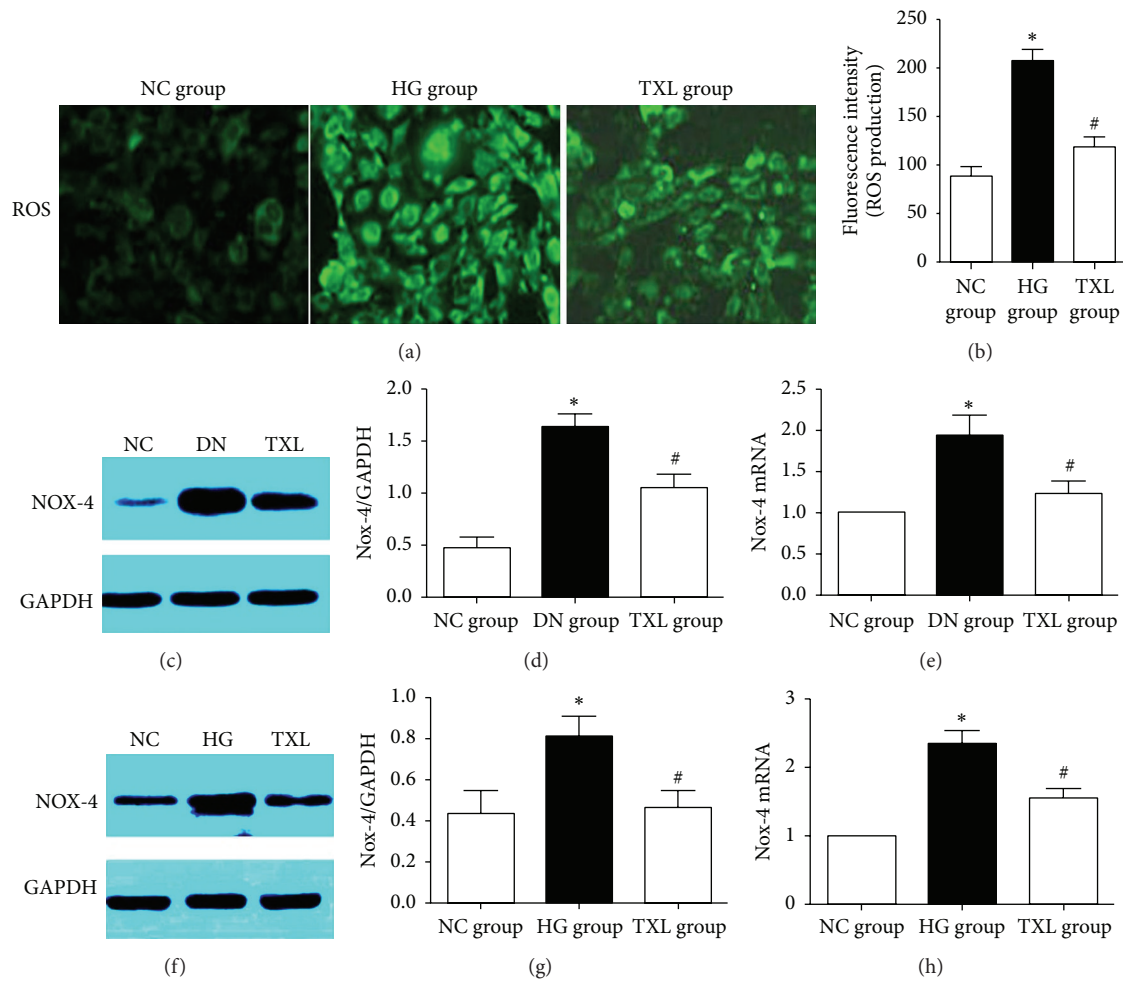 NC group HG group TXL group
ROS
(a)
Fluorescence intensity
(ROS production)
250
200
150
100
50
0
*
#
NC
group
HG
group
TXL
group
(b)
NC DN TXL
NOX-4
GAPDH
(c)
Nox-4/GAPDH
2.0
1.5
1.0
0.5
0.0
*
#
NC group DN group TXL group
(d)
Nox-4 mRNA
2.5
2.0
1.5
1.0
0.5
0.0
*
#
NC group DN group TXL group
(e)
NC HG TXL
NOX-4
GAPDH
(f)
Nox-4/GAPDH
1.0
0.8
0.6
0.4
0.2
0.0
*
#
NC group HG group TXL group
(g)
Nox-4 mRNA
3
2
1
0
*
#
NC group HG group TXL group
(h)